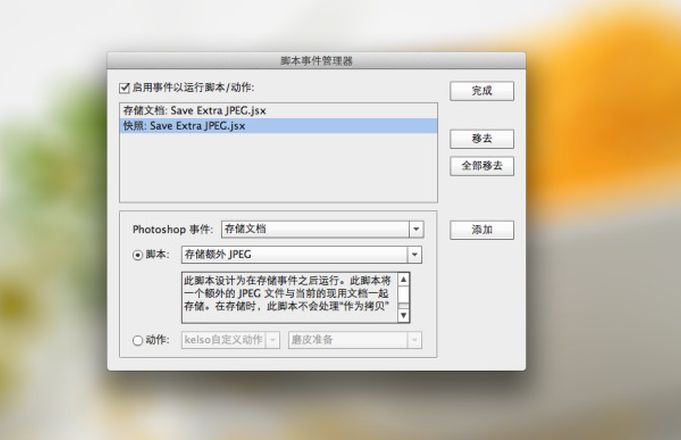 脚本事件管理器
启用事件以运行脚本/动作:
完成
存储文档: Save Extra JPEG.jsx
快照: Save Extra JPEG.jsx
移去
全部移去
Photoshop 事件: 存储文档
添加
脚本: 存储额外 JPEG
此脚本设计为在存储事件之后运行。此脚本将
一个额外的 JPEG 文件与当前的现用文档一起
存储。在存储时，此脚本不会处理"作为拷贝"
动作: kelso自定义动作 磨皮准备